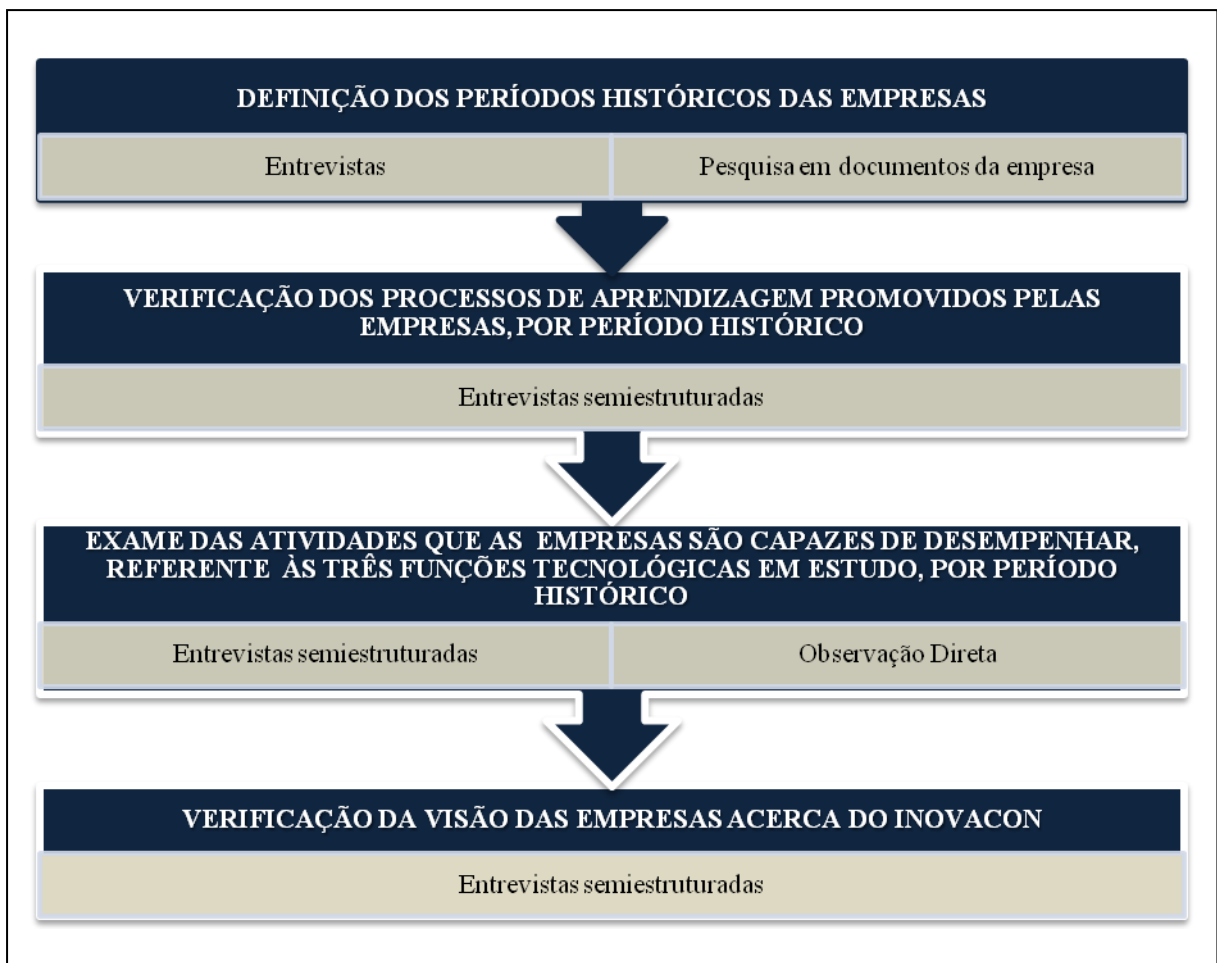 DEFINIÇÃO DOS PERÍODOS HISTÓRICOS DAS EMPRESAS
Entrevistas
Pesquisa em documentos da empresa
VERIFICAÇÃO DOS PROCESSOS DE APRENDIZAGEM PROMOVIDOS PELAS
EMPRESAS, POR PERÍODO HISTÓRICO
Entrevistas semiestruturadas
EXAME DAS ATIVIDADES QUE AS EMPRESAS SÃO CAPAZES DE DESEMPENHAR,
REFERENTE ÀS TRÊS FUNÇÕES TECNOLÓGICAS EM ESTUDO, POR PERÍODO
HISTÓRICO
Entrevistas semiestruturadas
Observação Direta
VERIFICAÇÃO DA VISÃO DAS EMPRESAS ACERCA DO INOVACON
Entrevistas semiestruturadas